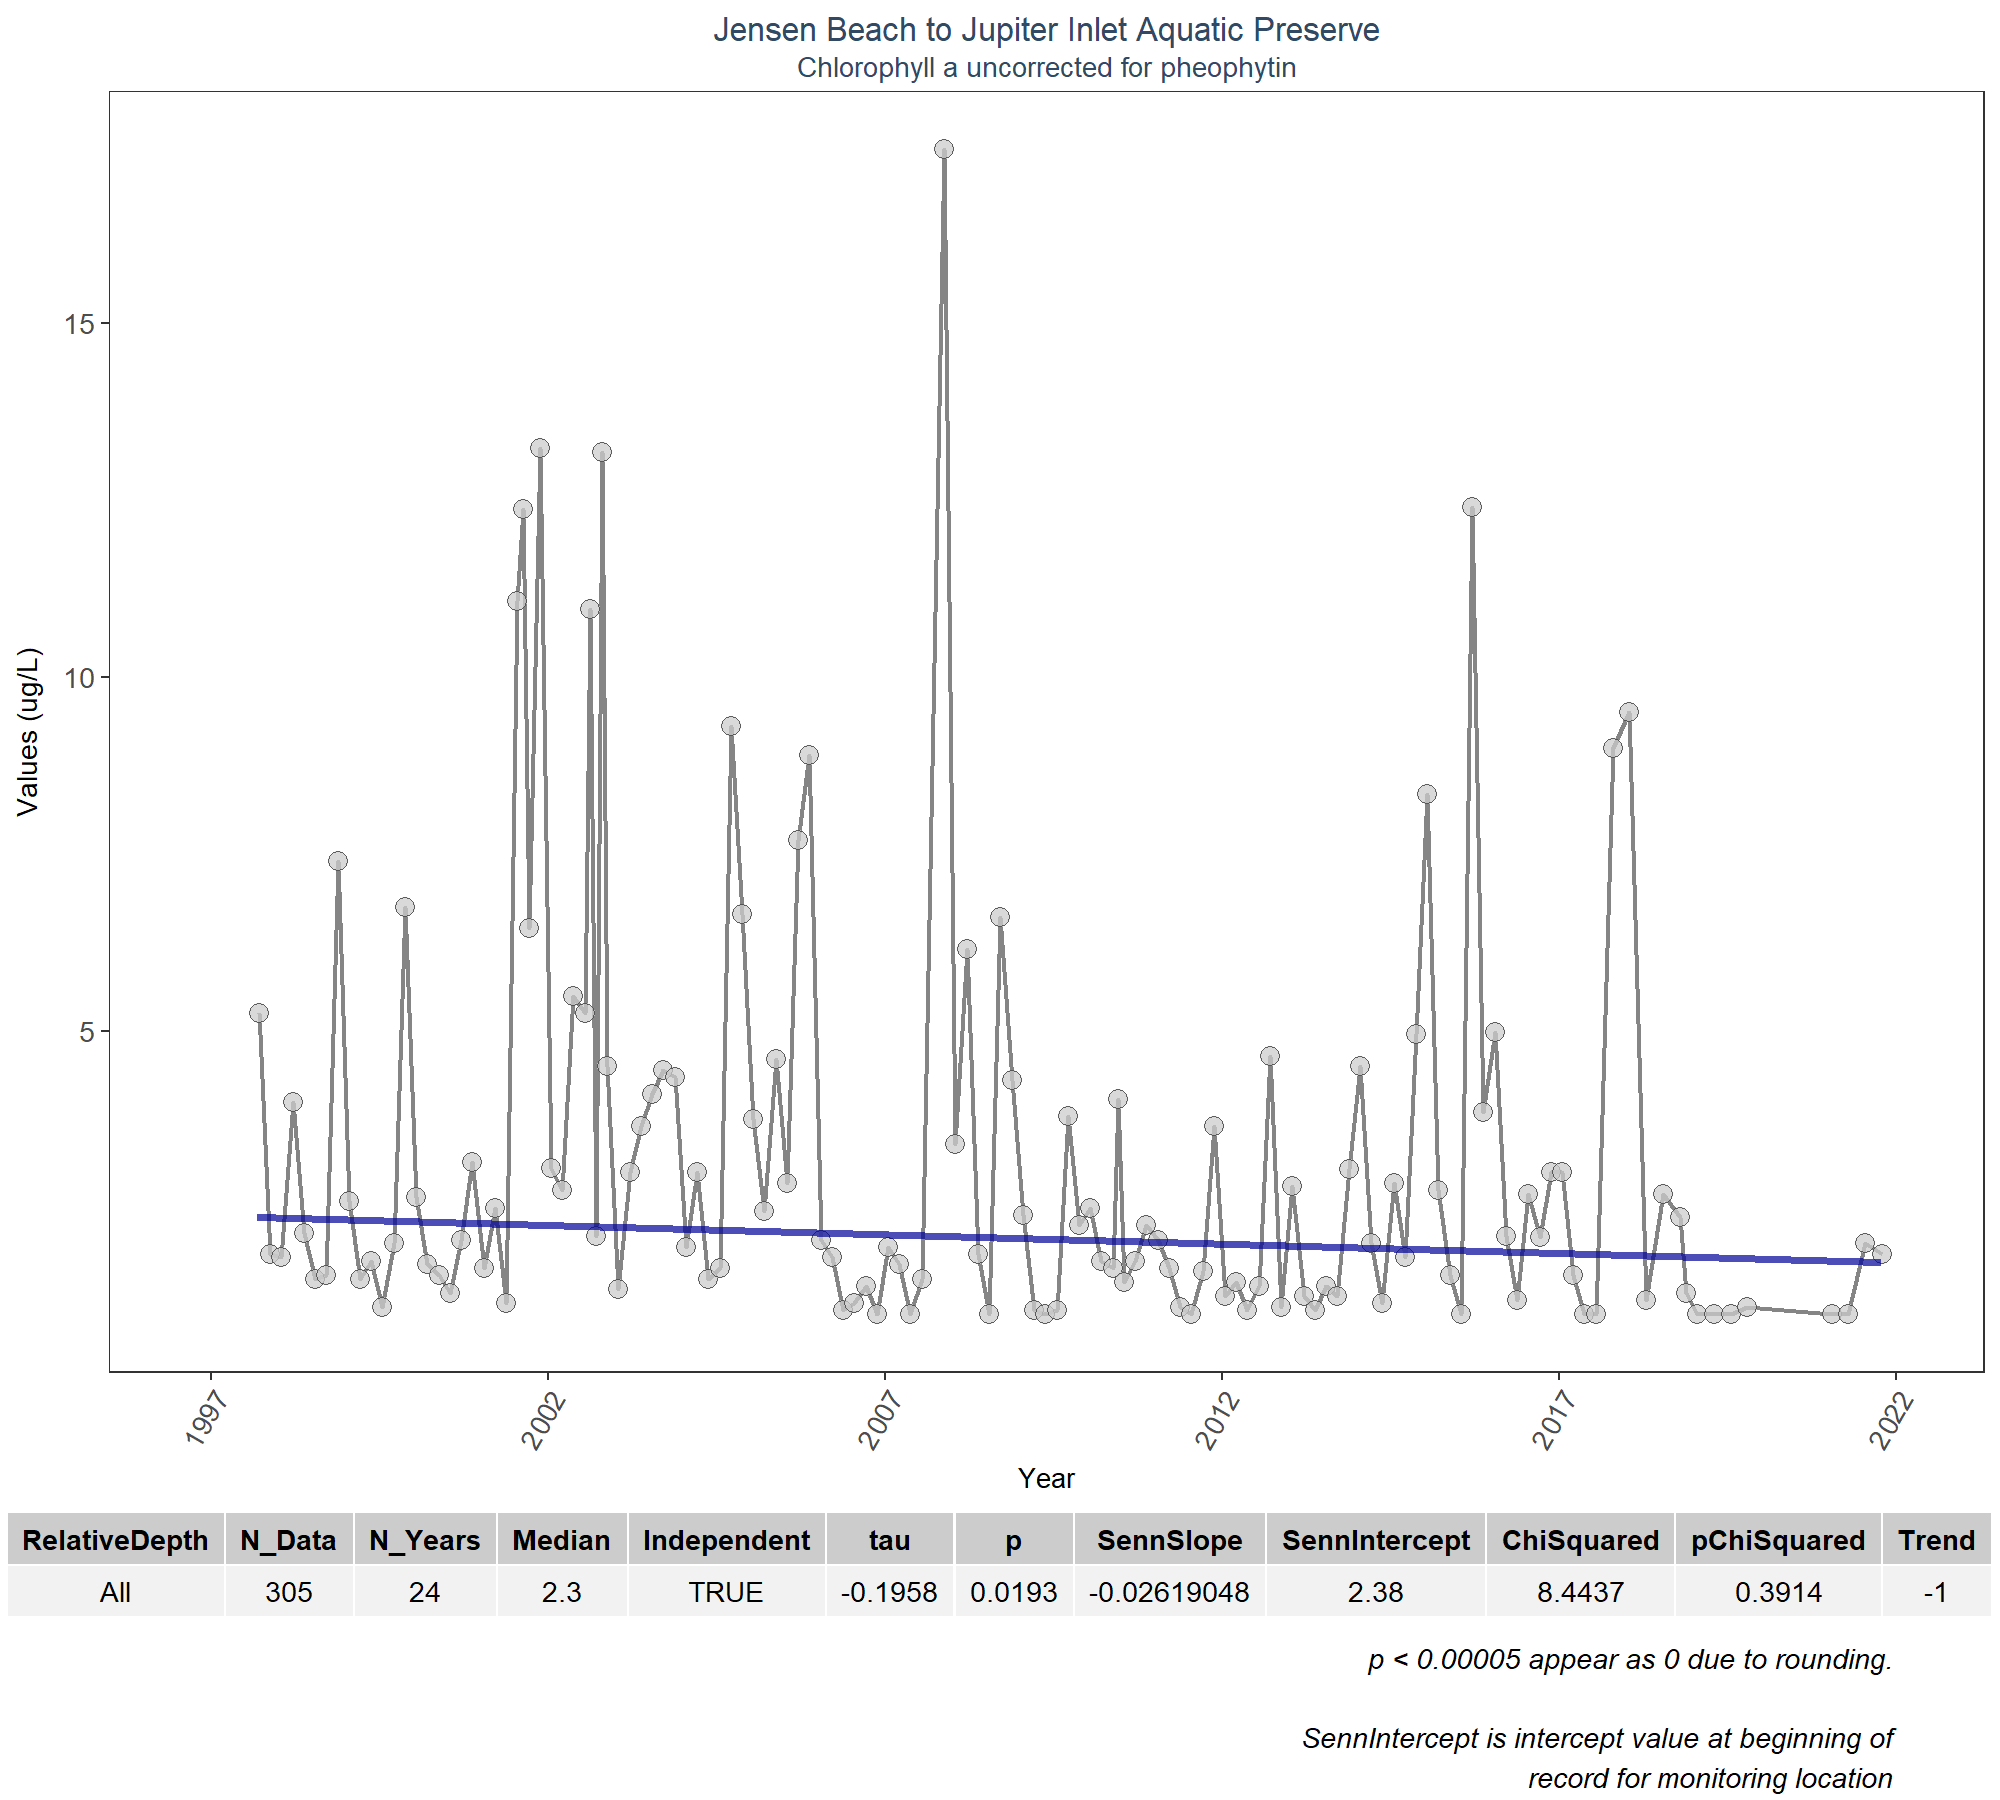 Jensen Beach to Jupiter Inlet Aquatic Preserve
Chlorophyll a uncorrected for pheophytin
Values (ug/L)
15
10
5
1997 2002 2007 2012 2017 2022
Year
RelativeDepth N_Data N_Years Median Independent tau p SennSlope SennIntercept ChiSquared pChiSquared Trend
All 305 24 2.3 TRUE -0.1958 0.0193 -0.02619048 2.38 8.4437 0.3914 -1
p < 0.00005 appear as 0 due to rounding.
SennIntercept is intercept value at beginning of
record for monitoring location